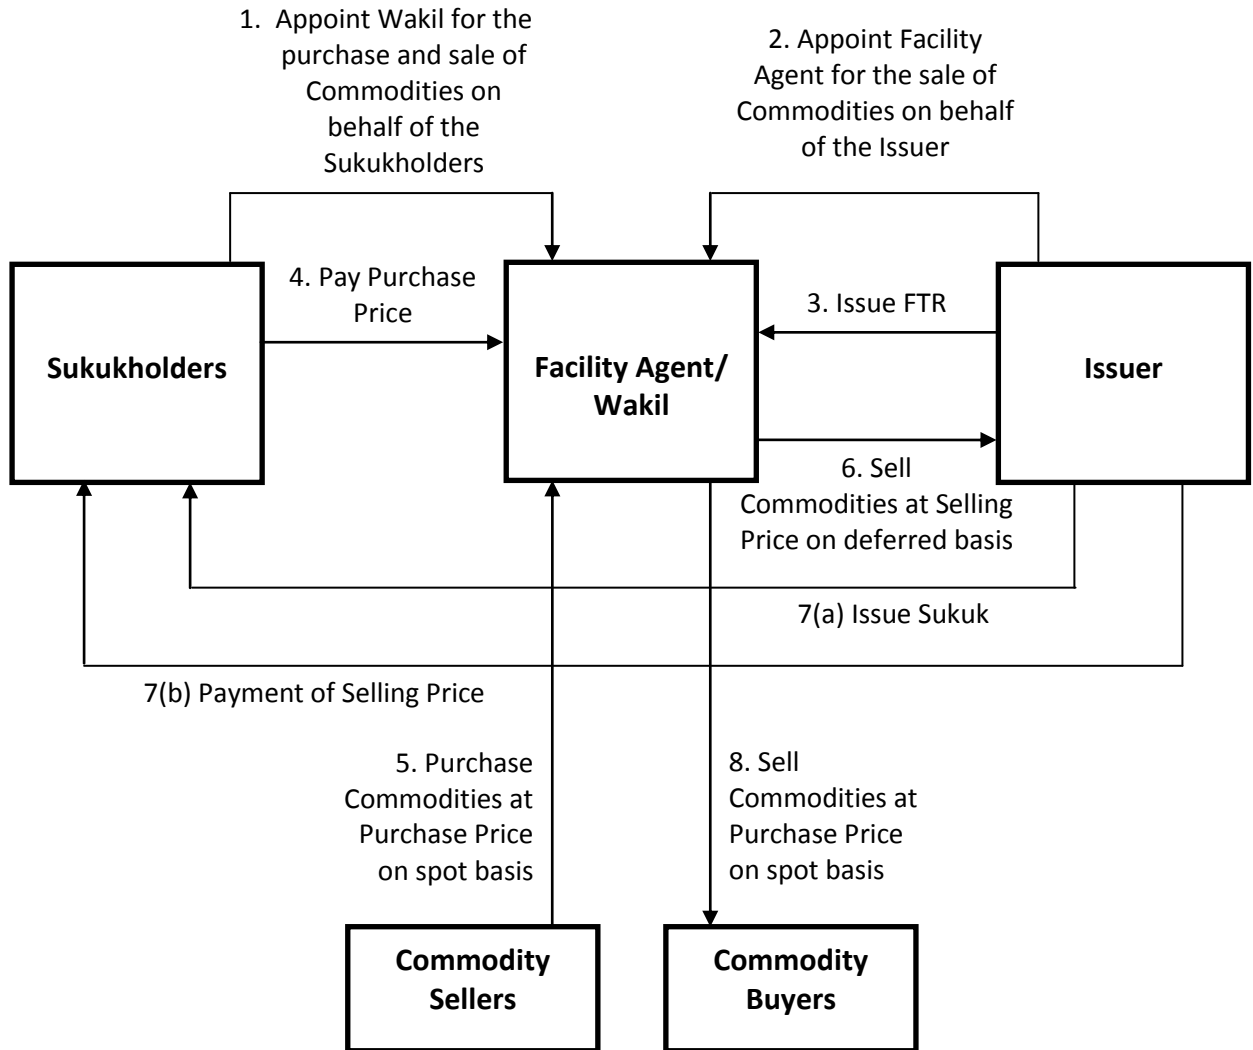 1. Appoint Wakil for the
purchase and sale of
Commodities on
behalf of the
Sukukholders
2. Appoint Facility
Agent for the sale of
Commodities on behalf
of the Issuer
4. Pay Purchase
Price
3. Issue FTR
Sukukholders
Facility Agent/
Wakil
Issuer
6. Sell
Commodities at Selling
Price on deferred basis
7(a) Issue Sukuk
7(b) Payment of Selling Price
5. Purchase
Commodities at
Purchase Price
on spot basis
8. Sell
Commodities at
Purchase Price
on spot basis
Commodity
Sellers
Commodity
Buyers